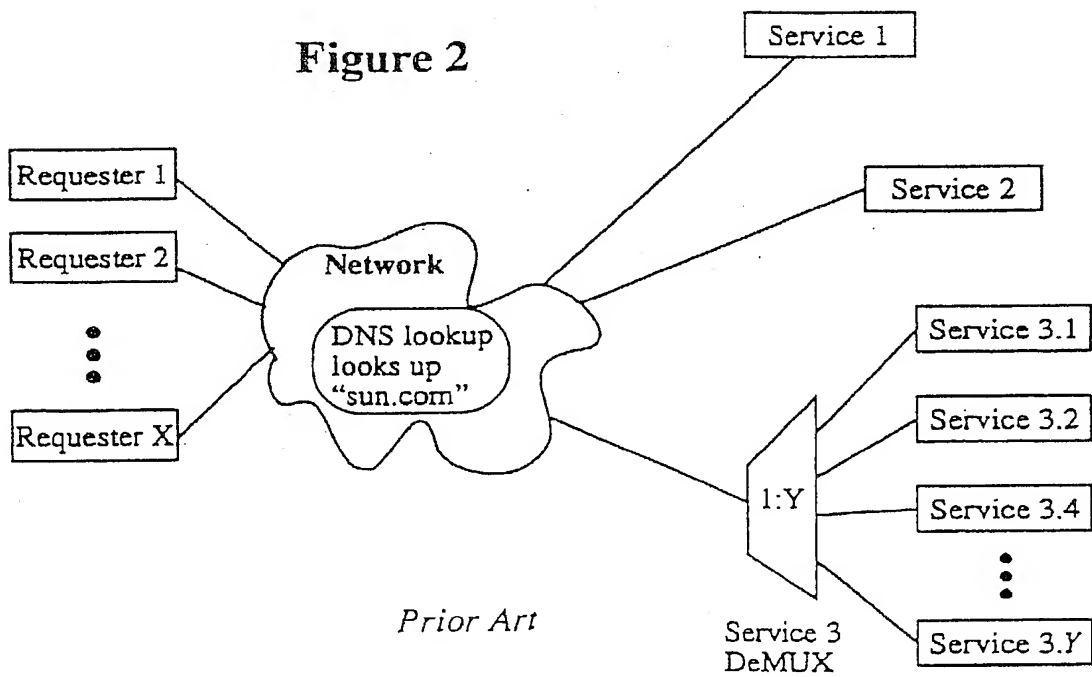 Figure 2
Service 1
Service 2
Requester 1
Requester 2
Requester X
Network
DNS lookup
looks up
“sun.com”
1:Y
Service 3.1
Service 3.2
Service 3.4
Service 3.Y
Service 3
DeMUX
Prior Art